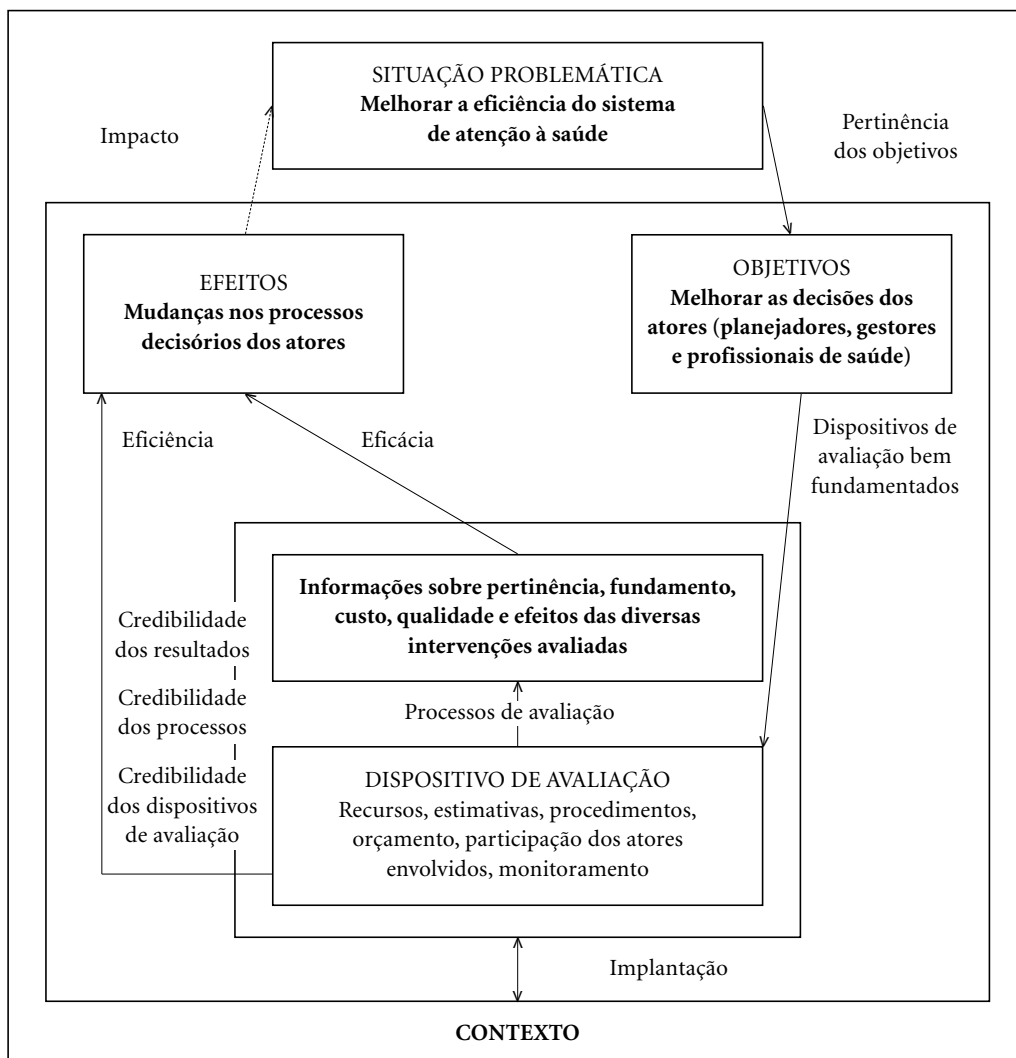 SITUAÇÃO PROBLEMÁTICA
Melhorar a eficiência do sistema
de atenção à saúde
Impacto
Pertinência
dos objetivos
EFEITOS
Mudanças nos processos
decisórios dos atores
OBJETIVOS
Melhorar as decisões dos
atores (planejadores, gestores
e profissionais de saúde)
Eficiência
Eficácia
Dispositivos de
avaliação bem
fundamentados
Informações sobre pertinência, fundamento,
custo, qualidade e efeitos das diversas
intervenções avaliadas
Credibilidade
dos resultados
Credibilidade
dos processos
Credibilidade
dos dispositivos
de avaliação
Processos de avaliação
DISPOSITIVO DE AVALIAÇÃO
Recursos, estimativas, procedimentos,
orçamento, participação dos atores
envolvidos, monitoramento
Implantação
CONTEXTO